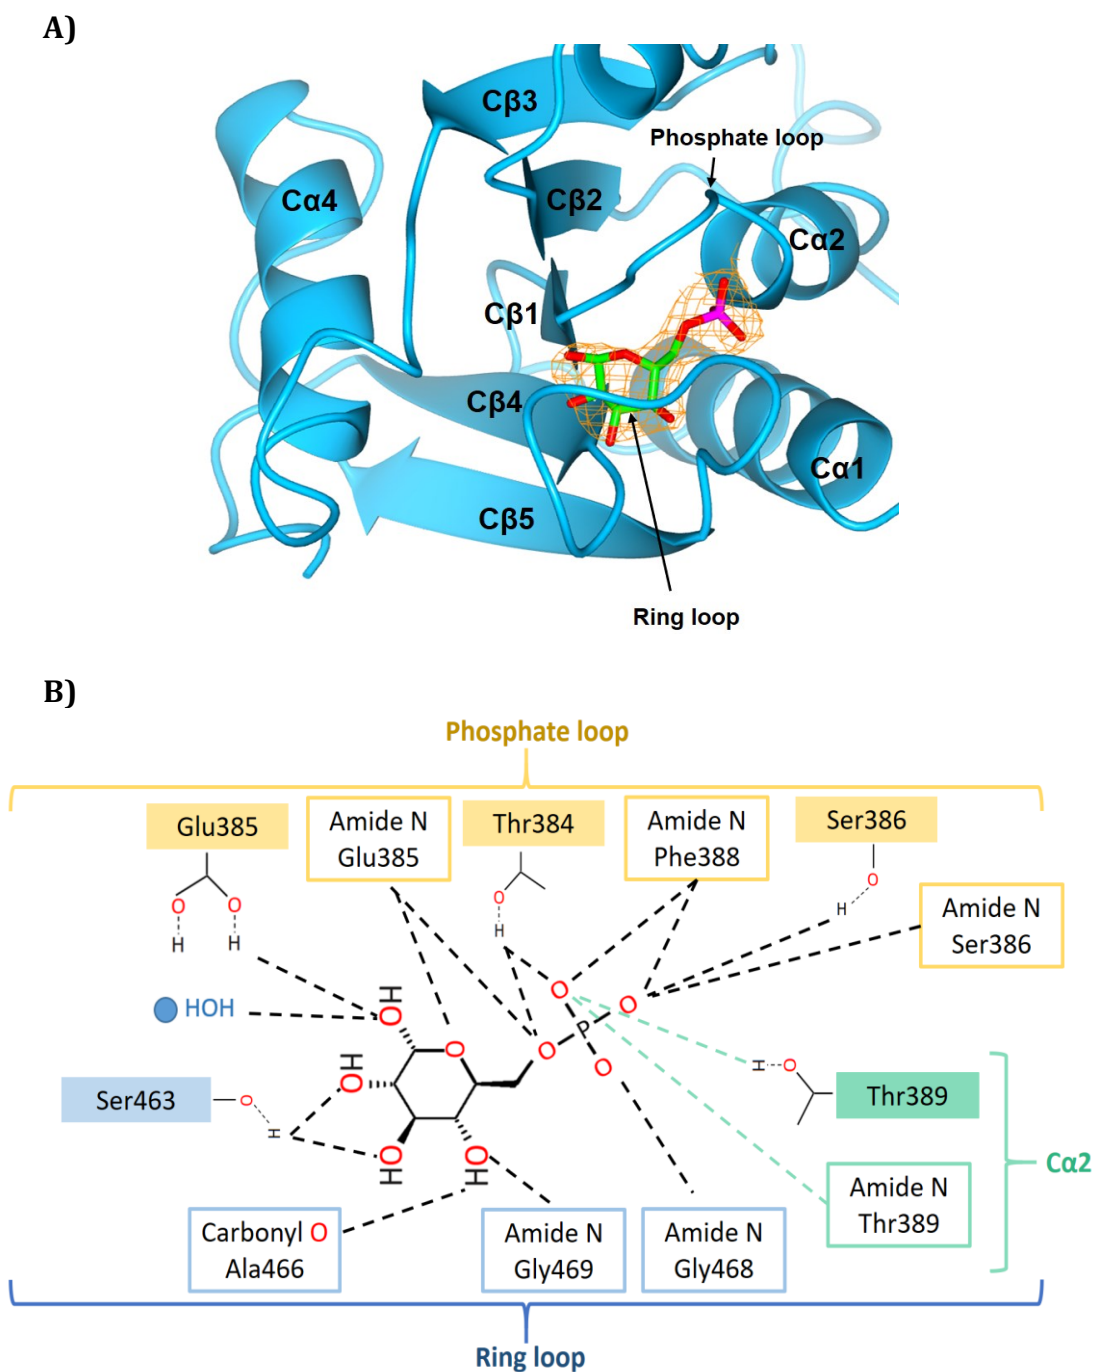 A)
Cβ3
Phosphate loop
Cα4
Cβ2
Cα2
Cβ1
Cβ4
Cα1
Cβ5
Ring loop
B)
Phosphate loop
Glu385
Amide N
Glu385
Thr384
Amide N
Phe388
Ser386
O
O
O
O
H
H
H
H
Amide N
Ser386
HOH
H
O
O
O
P
O
O
O
H
O
Thr389
H
O
Ser463
O
H
O
H
O
H
Cα2
Carbonyl O
Ala466
Amide N
Gly469
Amide N
Gly468
Amide N
Thr389
Ring loop